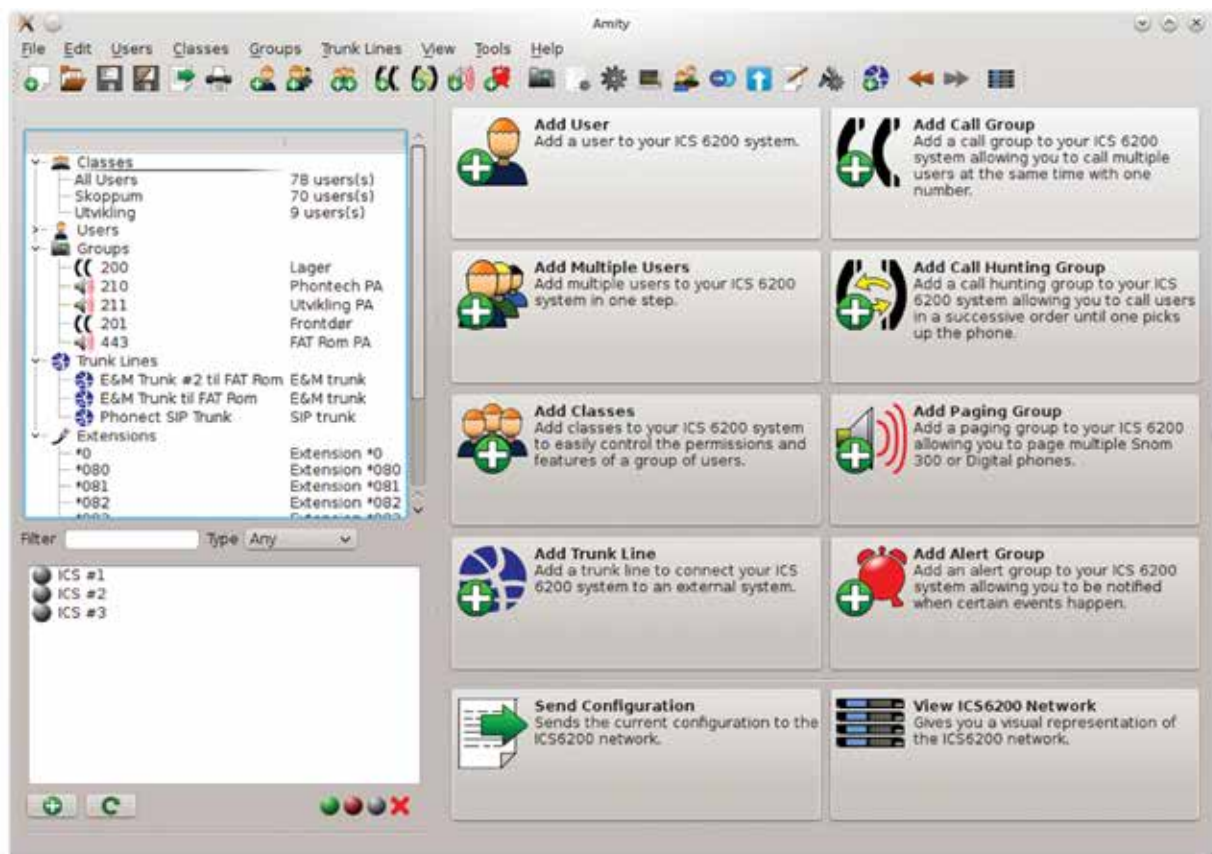 Amity
File Edit Users Classes Groups Trunk Lines View Tools Help
Classes
All Users 78 users(s)
Skoppum 70 users(s)
Utvikling 9 users(s)
Users
Groups
200 Lager
210 Phontech PA
211 Utvikling PA
201 Frontdør
443 FAT Rom PA
Trunk Lines
E&M Trunk #2 til FAT Rom E&M trunk
E&M Trunk til FAT Rom E&M trunk
Phonect SIP Trunk SIP trunk
Extensions
*0 Extension *0
*080 Extension *080
*081 Extension *081
*082 Extension *082
Filter Type Any
ICS #1
ICS #2
ICS #3
Add User
Add a user to your ICS 6200 system.
Add Call Group
Add a call group to your ICS 6200
system allowing you to call multiple
users at the same time with one
number.
Add Multiple Users
Add multiple users to your ICS 6200
system in one step.
Add Call Hunting Group
Add a call hunting group to your ICS
6200 system allowing you to call users
in a successive order until one picks
up the phone.
Add Classes
Add classes to your ICS 6200 system
to easily control the permissions and
features of a group of users.
Add Paging Group
Add a paging group to your ICS 6200
allowing you to page multiple Snom
300 or Digital phones.
Add Trunk Line
Add a trunk line to connect your ICS
6200 system to an external system.
Add Alert Group
Add an alert group to your ICS 6200
system allowing you to be notified
when certain events happen.
Send Configuration
Sends the current configuration to the
ICS6200 network.
View ICS6200 Network
Gives you a visual representation of
the ICS6200 network.